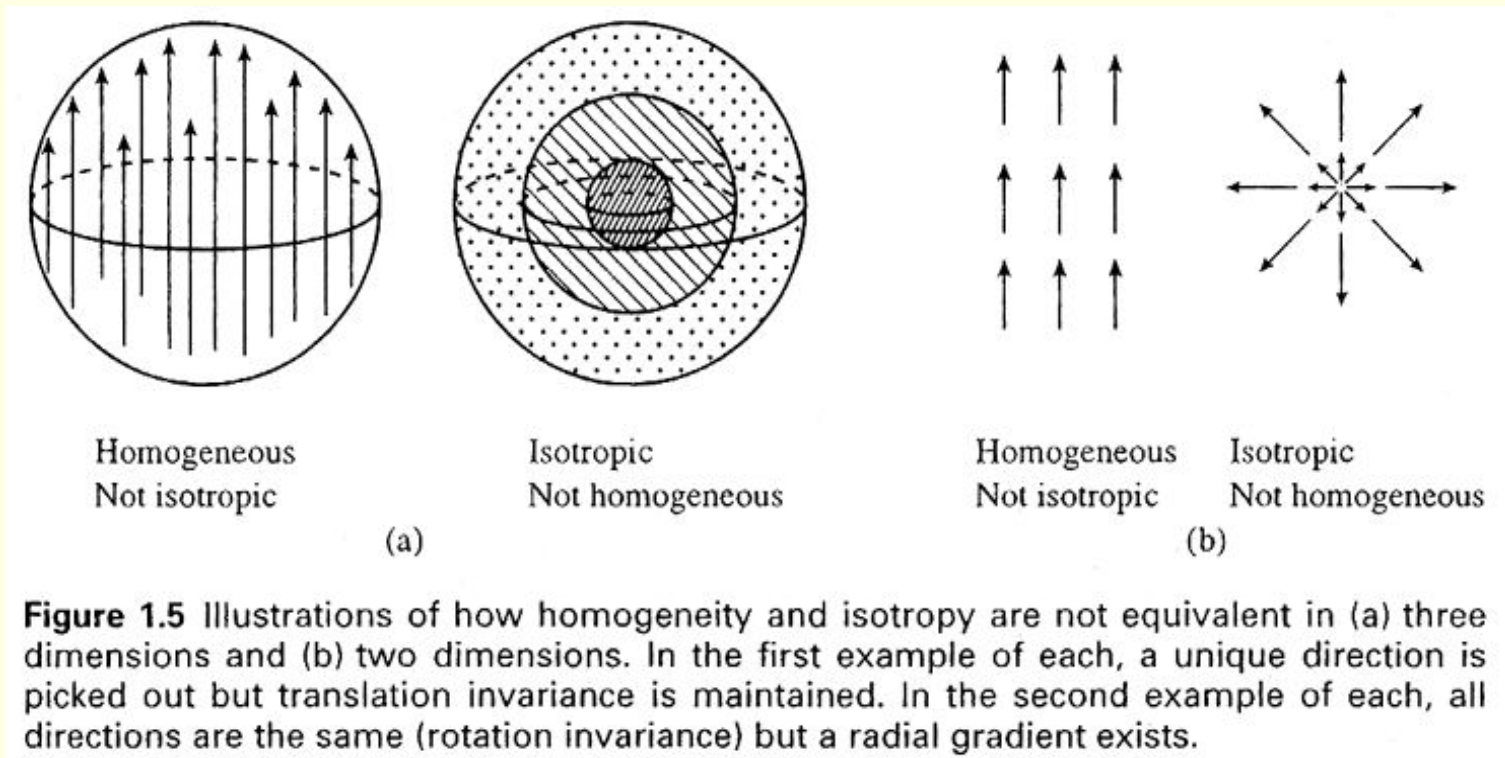 Homogeneous
Not isotropic
Isotropic
Not homogeneous
(a)
Homogeneous
Not isotropic
Isotropic
Not homogeneous
(b)
Figure 1.5 Illustrations of how homogeneity and isotropy are not equivalent in (a) three
dimensions and (b) two dimensions. In the first example of each, a unique direction is
picked out but translation invariance is maintained. In the second example of each, all
directions are the same (rotation invariance) but a radial gradient exists.